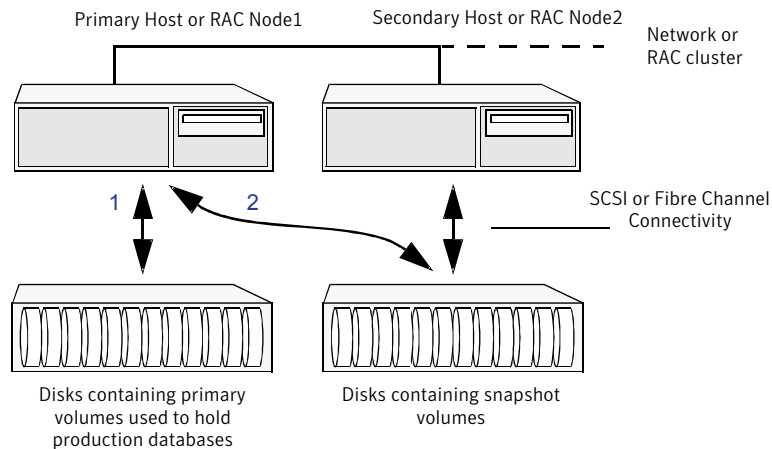 Primary Host or RAC Node1
Secondary Host or RAC Node2
Network or
RAC cluster
1
2
SCSI or Fibre Channel
Connectivity
Disks containing primary
volumes used to hold
production databases
Disks containing snapshot
volumes